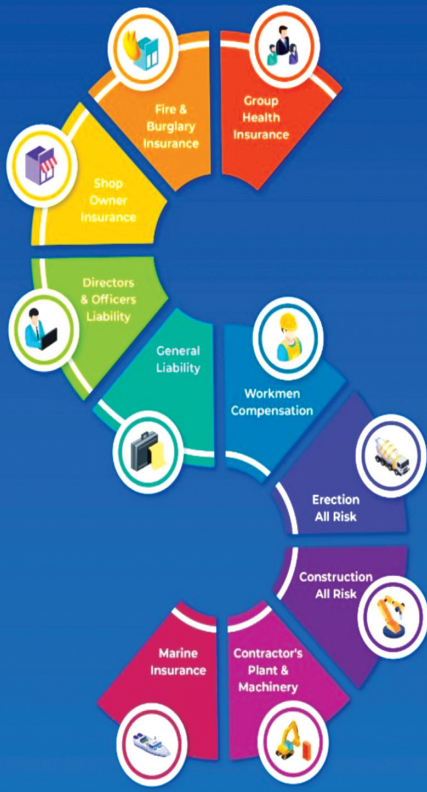 Group
Health
Insurance
Fire &
Burglary
Insurance
Shop
Owner
Insurance
Directors
& Officers
Liability
General
Liability
Workmen
Compensation
Erection
All Risk
Construction
All Risk
Contractor's
Plant &
Machinery
Marine
Insurance